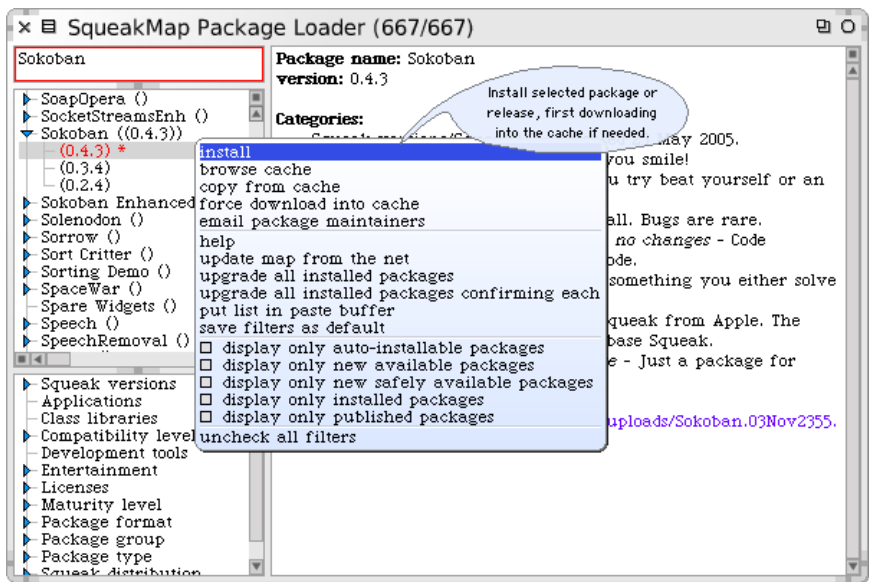 SqueakMap Package Loader (667/667)
Sokoban
SoapOpera ()
SocketStreamsEnh ()
Sokoban ((0.4.3))
(0.4.3) *
(0.3.4)
(0.2.4)
Sokoban Enhanced
Solenodon ()
Sorrow ()
Sort Critter ()
Sorting Demo ()
SpaceWar ()
Spare Widgets ()
Speech ()
SpeechRemoval ()
Squeak versions
Applications
Class libraries
Compatibility level
Development tools
Entertainment
Licenses
Maturity level
Package format
Package group
Package type
Squeak distribution
Package name: Sokoban
version: 0.4.3
Categories:
May 2005.
you smile!
u try beat yourself or an
all. Bugs are rare.
no changes - Code
ode.
something you either solve
queak from Apple. The
base Squeak.
e - Just a package for
uploads/Sokoban.03Nov2355.
Install selected package or
release, first downloading
into the cache if needed.
install
browse cache
copy from cache
force download into cache
email package maintainers
help
update map from the net
upgrade all installed packages
upgrade all installed packages confirming each
put list in paste buffer
save filters as default
display only auto-installable packages
display only new available packages
display only new safely available packages
display only installed packages
display only published packages
uncheck all filters